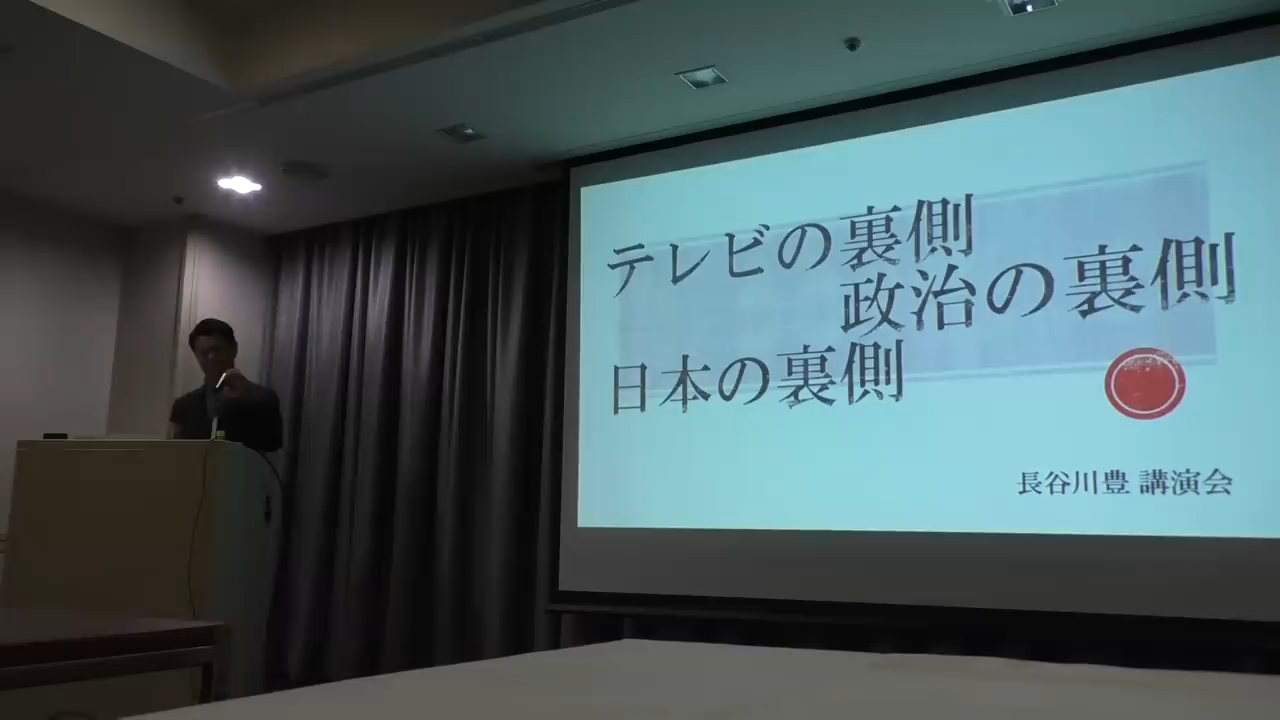 テレビの裏側
政治の裏側
日本の裏側
長谷川豊 講演会